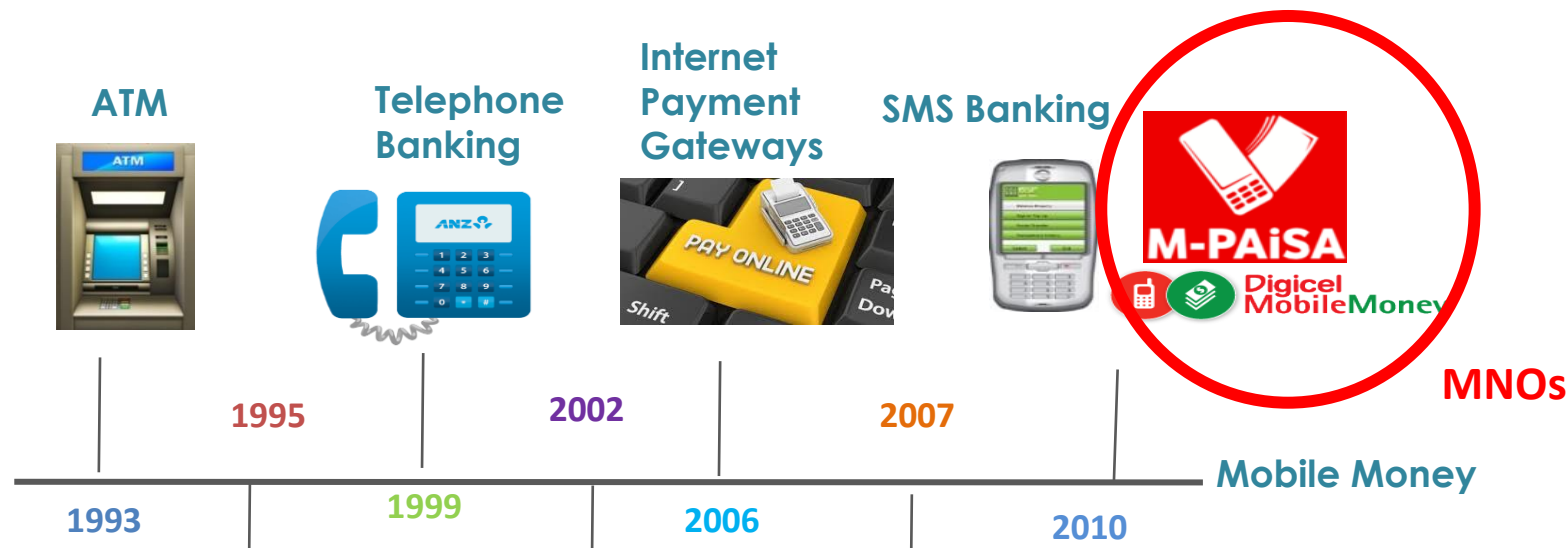 Internet
Payment
Gateways
ATM
Telephone
Banking
SMS Banking
ATM
ANZ
1 2 3
4 5 6
7 8 9
0 * #
]
PAY ONLINE
Shift
M-PAiSA
Digicel
MobileMoney
MNOs
1995
2002
2007
Mobile Money
1993
1999
2006
2010